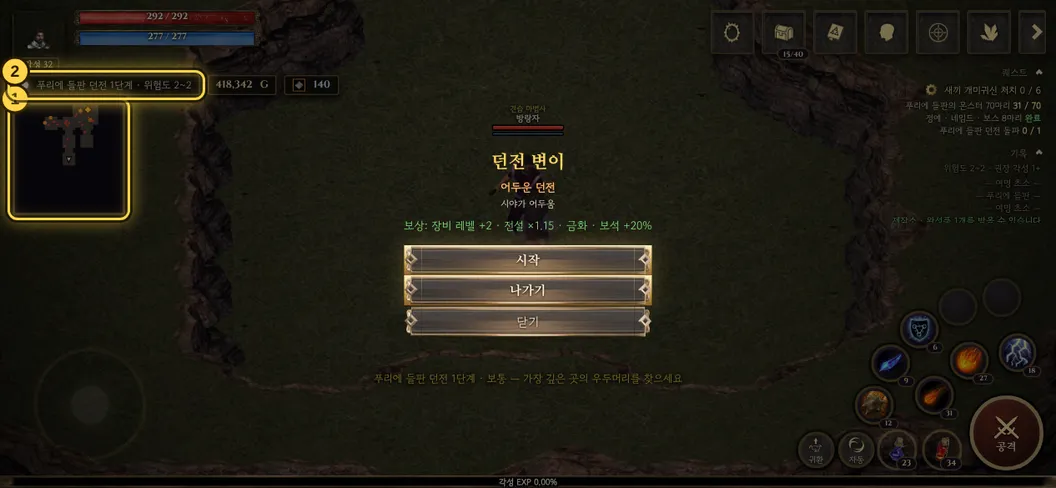 292 / 292
277 / 277
각성 32
2
푸리에 들판 던전 1단계 · 위험도 2~2
418,342 G
140
1
15/40
퀘스트
새끼 개미귀신 처치 0 / 6
푸리에 들판의 몬스터 70마리 31 / 70
정예 · 네임드 · 보스 8마리 완료
푸리에 들판 던전 돌파 0 / 1
기록
위험도 2~2 · 권장 각성 1+
견습 마법사
방랑자
던전 변이
어두운 던전
시야가 어두움
보상: 장비 레벨 +2 · 전설 ×1.15 · 금화 · 보석 +20%
시작
나가기
닫기
푸리에 들판 던전 1단계 · 보통 — 가장 깊은 곳의 우두머리를 찾으세요
6
9
27
18
12
31
공격
귀환
자동
23
34
각성 EXP 0.00%